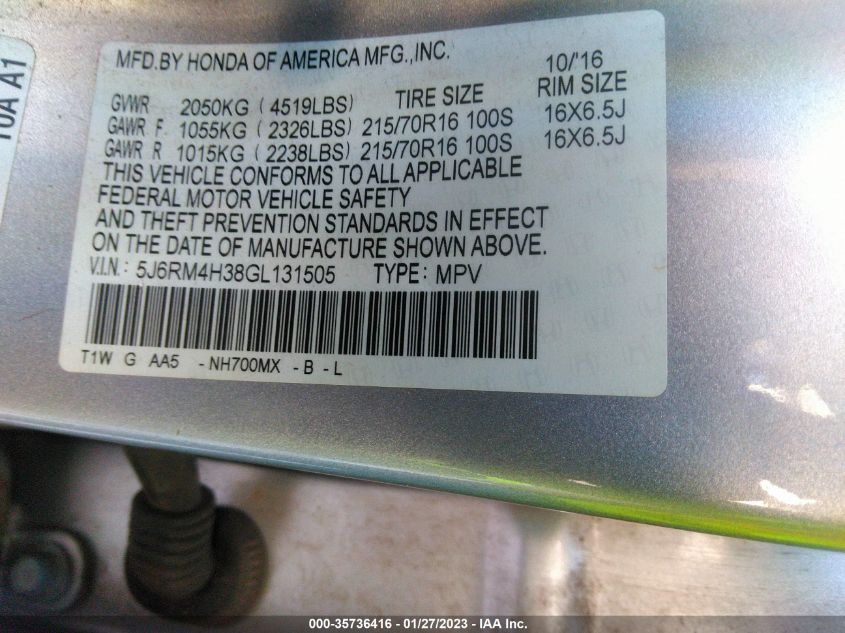 10A A1
MFD.BY HONDA OF AMERICA MFG.,INC. 10/'16
GVWR 2050KG (4519LBS) TIRE SIZE RIM SIZE
GAWR F 1055KG (2326LBS) 215/70R16 100S 16X6.5J
GAWR R 1015KG (2238LBS) 215/70R16 100S 16X6.5J
THIS VEHICLE CONFORMS TO ALL APPLICABLE
FEDERAL MOTOR VEHICLE SAFETY
AND THEFT PREVENTION STANDARDS IN EFFECT
ON THE DATE OF MANUFACTURE SHOWN ABOVE.
V.I.N.: 5J6RM4H38GL131505 TYPE: MPV
T1W G AA5 -NH700MX -B -L
000-35736416 - 01/27/2023 - IAA Inc.